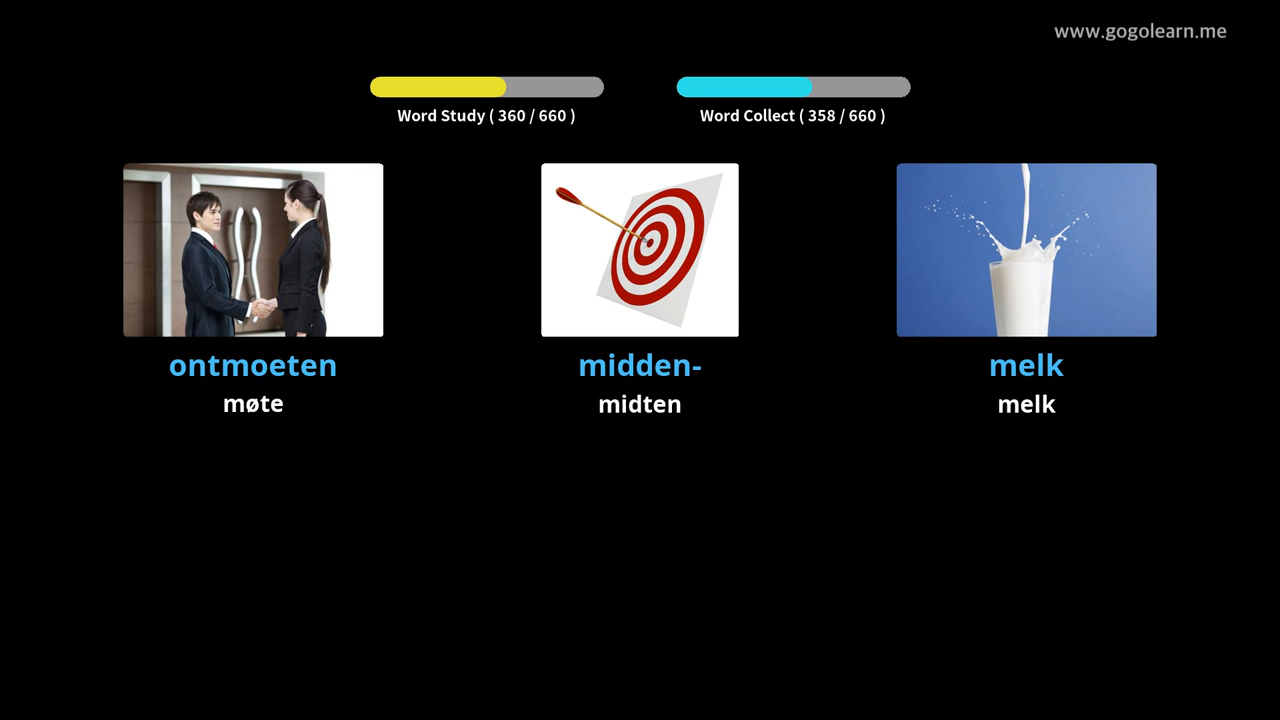 www.gogolearn.me
Word Study ( 360 / 660 )
Word Collect ( 358 / 660 )
ontmoeten
møte
midden-
midten
melk
melk